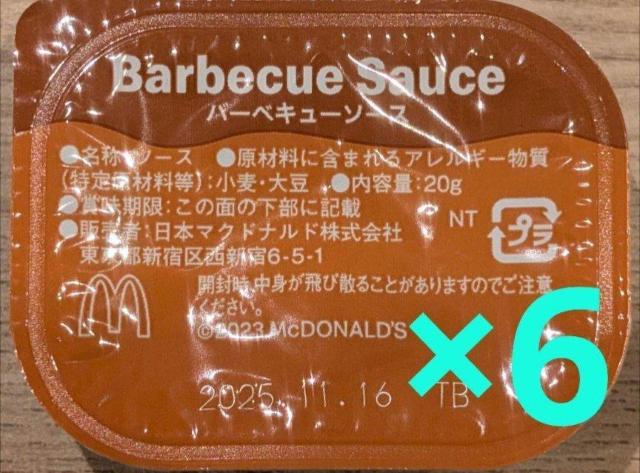 Barbecue Sauce
バーベキューソース
●名称:ソース ●原材料に含まれるアレルギー物質
(特定原材料等):小麦・大豆 ●内容量:20g
●賞味期限:この面の下部に記載
●販売者:日本マクドナルド株式会社
東京都新宿区西新宿6-5-1
NT
プラ
開封時、中身が飛び散ることがありますのでご注意
ください。
©2023 McDONALD'S
×6
2025.11.16 TB